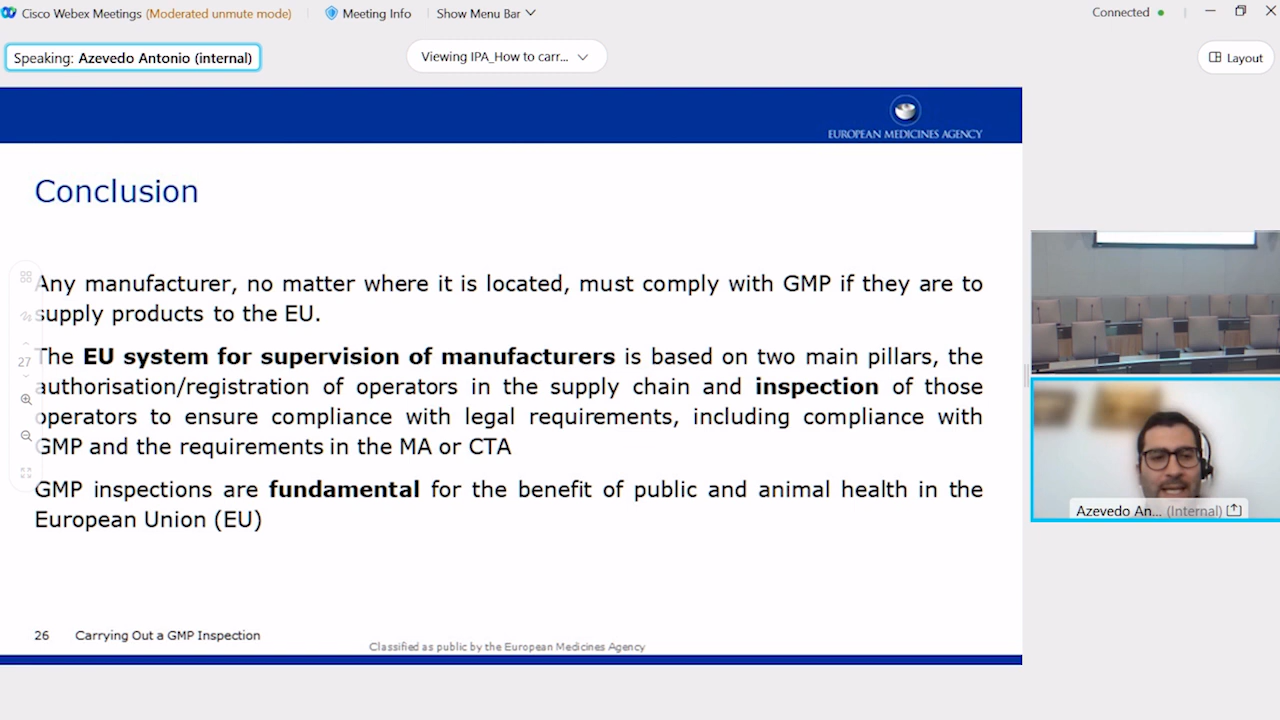 Cisco Webex Meetings (Moderated unmute mode) Meeting Info Show Menu Bar Connected
Speaking: Azevedo Antonio (internal) Viewing IPA_How to carr... Layout
EUROPEAN MEDICINES AGENCY
Conclusion
Any manufacturer, no matter where it is located, must comply with GMP if they are to
supply products to the EU.
27
The EU system for supervision of manufacturers is based on two main pillars, the
authorisation/registration of operators in the supply chain and inspection of those
operators to ensure compliance with legal requirements, including compliance with
GMP and the requirements in the MA or CTA
GMP inspections are fundamental for the benefit of public and animal health in the
European Union (EU)
Azevedo An... (Internal)
26 Carrying Out a GMP Inspection
Classified as public by the European Medicines Agency